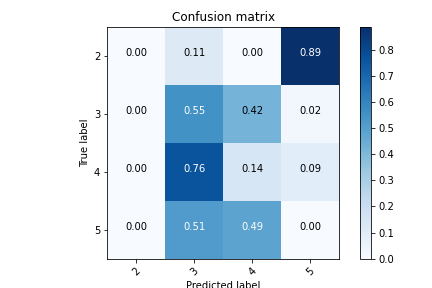 Confusion matrix
2 0.00 0.11 0.00 0.89
3 0.00 0.55 0.42 0.02
4 0.00 0.76 0.14 0.09
5 0.00 0.51 0.49 0.00
True label
2 3 4 5
Predicted label
0.8
0.7
0.6
0.5
0.4
0.3
0.2
0.1
0.0